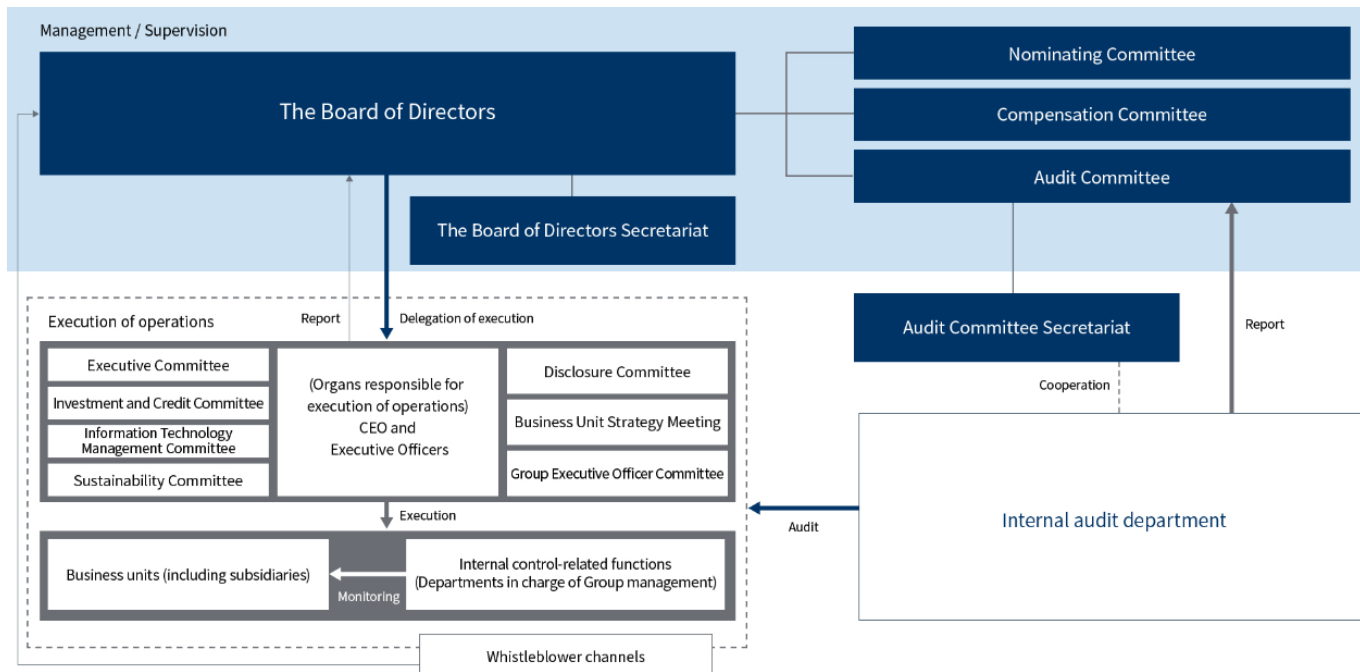 Management / Supervision
The Board of Directors
Nominating Committee
Compensation Committee
Audit Committee
The Board of Directors Secretariat
Execution of operations
Report
Delegation of execution
Audit Committee Secretariat
Report
Cooperation
Executive Committee
Investment and Credit Committee
Information Technology
Management Committee
Sustainability Committee
(Organs responsible for
execution of operations)
CEO and
Executive Officers
Disclosure Committee
Business Unit Strategy Meeting
Group Executive Officer Committee
Execution
Audit
Internal audit department
Business units (including subsidiaries)
Monitoring
Internal control-related functions
(Departments in charge of Group management)
Whistleblower channels